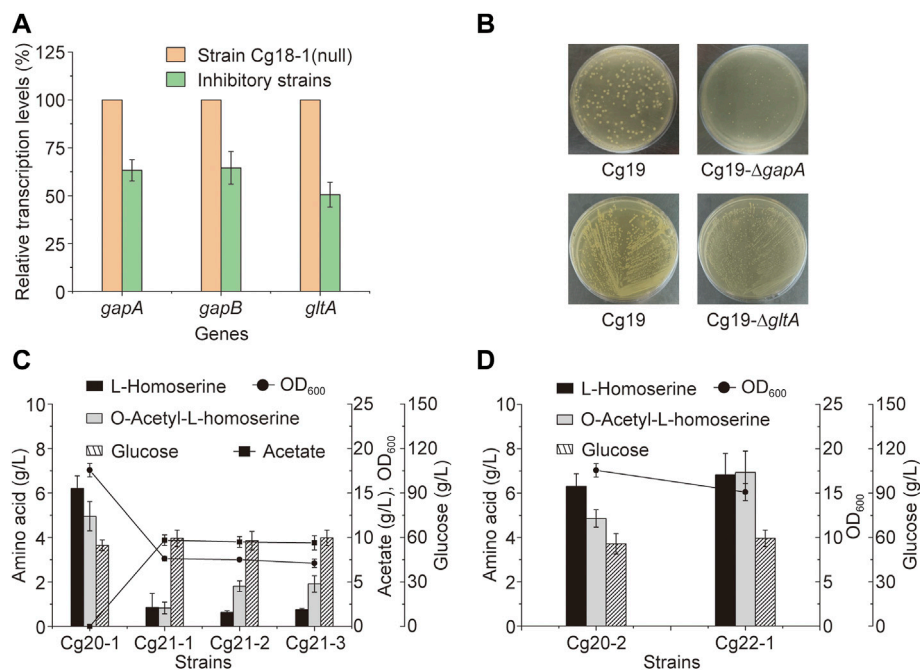 A
Strain Cg18-1(null)
Inhibitory strains
Relative transcription levels (%)
125
100
75
50
25
0
gapA
gapB
gltA
Genes
B
Cg19
Cg19-ΔgapA
Cg19
Cg19-ΔgltA
C
L-Homoserine
OD600
O-Acetyl-L-homoserine
Glucose
Acetate
Amino acid (g/L)
10
8
6
4
2
0
25
20
15
10
5
0
Acetate (g/L), OD600
150
120
90
60
30
0
Glucose (g/L)
Cg20-1
Cg21-1
Cg21-2
Cg21-3
Strains
D
L-Homoserine
OD600
O-Acetyl-L-homoserine
Glucose
Amino acid (g/L)
10
8
6
4
2
0
25
20
15
10
5
0
OD600
150
120
90
60
30
0
Glucose (g/L)
Cg20-2
Cg22-1
Strains